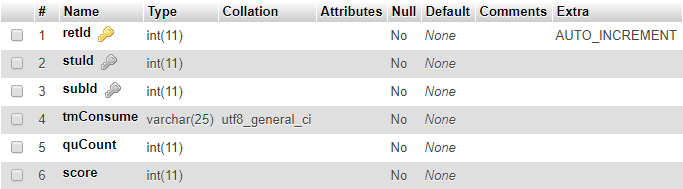 # Name Type Collation Attributes Null Default Comments Extra
1 retId int(11) No None AUTO_INCREMENT
2 stuId int(11) No None
3 subId int(11) No None
4 tmConsume varchar(25) utf8_general_ci No None
5 quCount int(11) No None
6 score int(11) No None